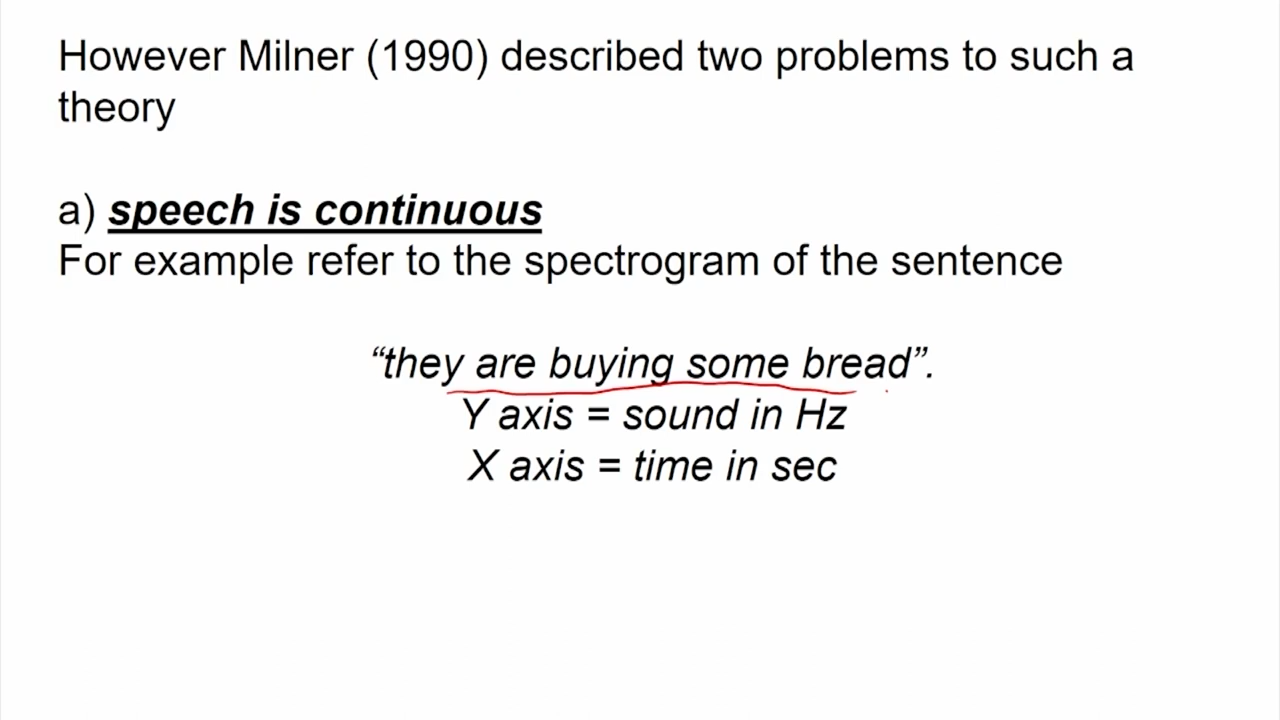 However Milner (1990) described two problems to such a
theory
a) speech is continuous
For example refer to the spectrogram of the sentence
“they are buying some bread”.
Y axis = sound in Hz
X axis = time in sec